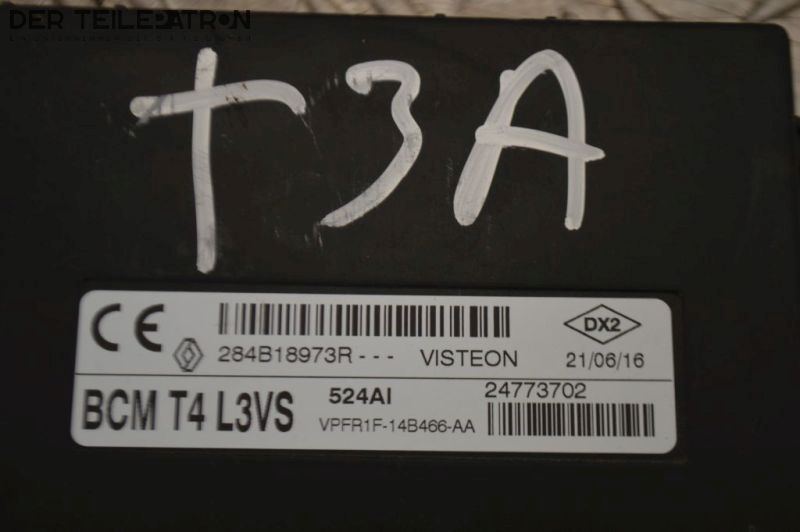 DER TEILEPATRON
T3A
CE 284B18973R--- VISTEON DX2 21/06/16
BCM T4 L3VS 524AI 24773702
VPFR1F-14B466-AA